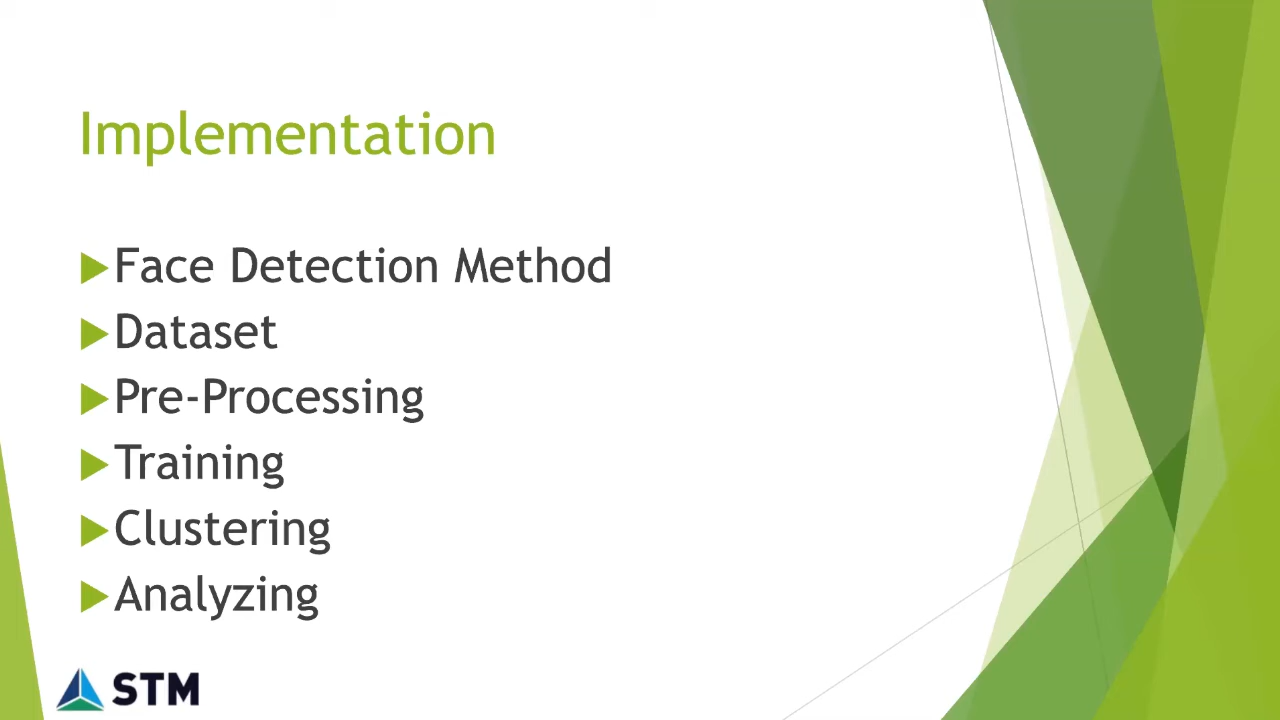 Implementation
Face Detection Method
Dataset
Pre-Processing
Training
Clustering
Analyzing
STM